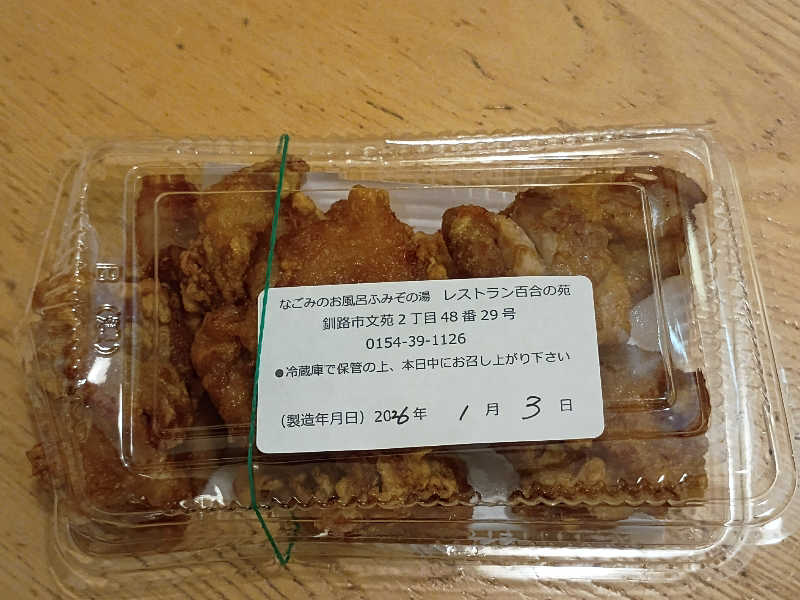 なごみのお風呂ふみぞの湯　レストラン百合の苑
釧路市文苑2丁目48番29号
0154-39-1126
●冷蔵庫で保管の上、本日中にお召し上がり下さい
（製造年月日）2026年　1月　3日